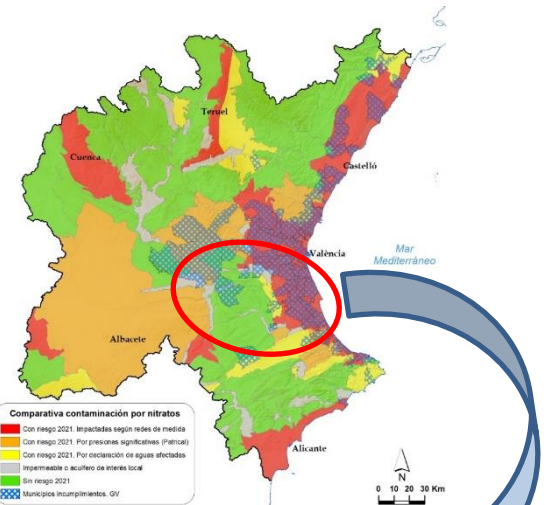 Teruel
Cuenca
Castelló
València
Mar
Mediterráneo
Albacete
Alicante
Comparativa contaminación por nitratos
Con riesgo 2021. Impactadas según redes de medida
Con riesgo 2021. Por presiones significativas (Patrical)
Con riesgo 2021. Por declaración de aguas afectadas
Impermeable o acuífero de interés local
Sin riesgo 2021
Municipios incumplimientos. GV
N
0 10 20 30 Km